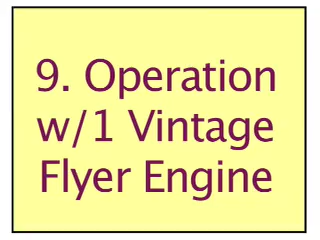 9. Operation
w/1 Vintage
Flyer Engine